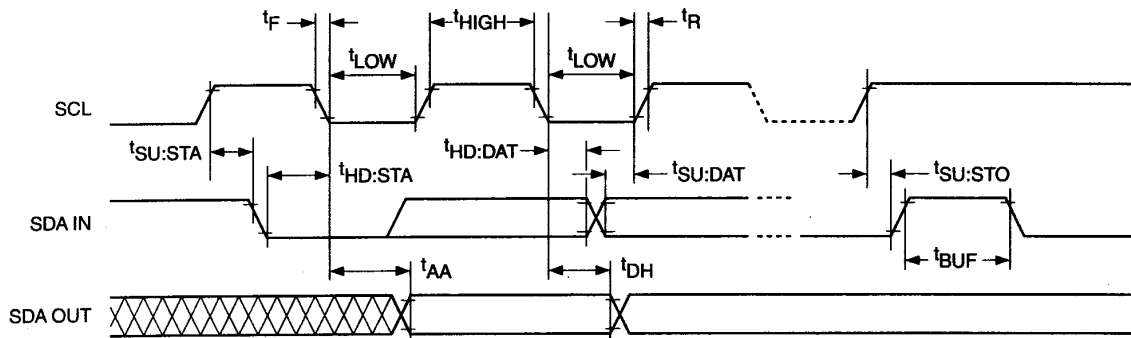 tF
tHIGH
tR
tLOW
tLOW
SCL
tSU:STA
tHD:STA
tHD:DAT
tSU:DAT
tSU:STO
SDA IN
tBUF
tAA
tDH
SDA OUT